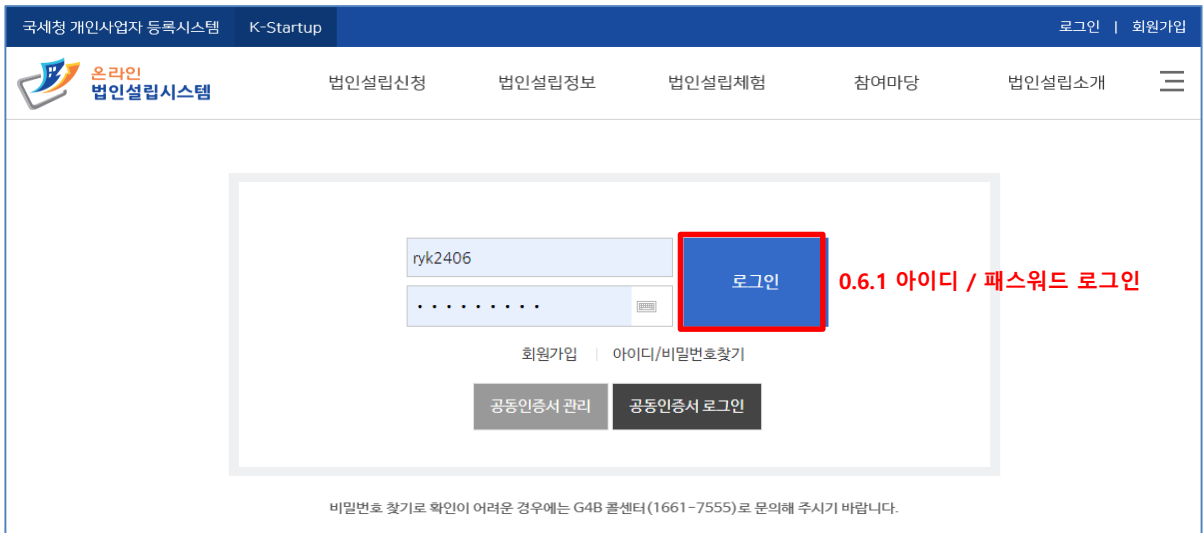 국세청 개인사업자 등록시스템 K-Startup 로그인 | 회원가입
온라인
법인설립시스템
법인설립신청 법인설립정보 법인설립체험 참여마당 법인설립소개
ryk2406
로그인
0.6.1 아이디 / 패스워드 로그인
• • • • • • • • •
회원가입 | 아이디/비밀번호찾기
공동인증서 관리 공동인증서 로그인
비밀번호 찾기로 확인이 어려운 경우에는 G4B 콜센터(1661-7555)로 문의해 주시기 바랍니다.